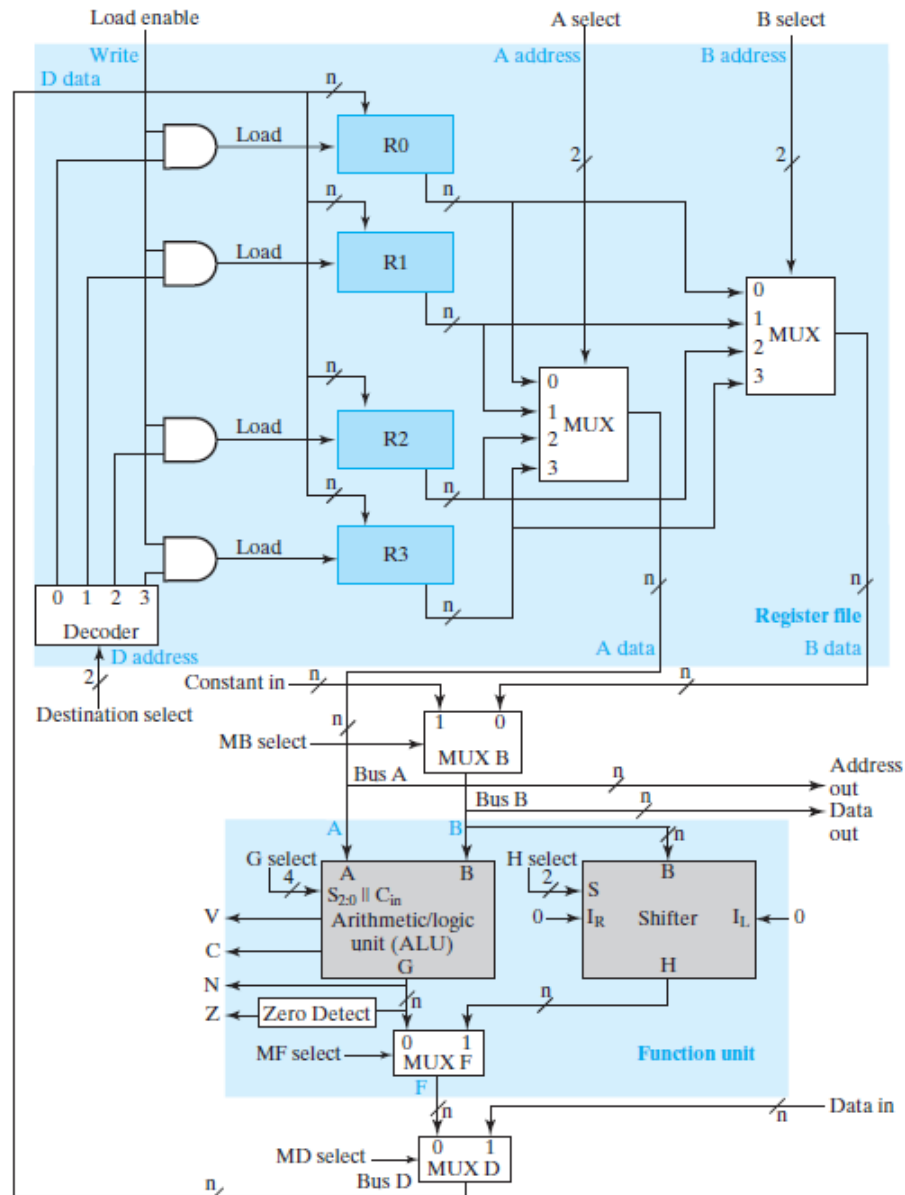 Load enable
A select
B select
Write
A address
B address
D data
n
Load
R0
2
2
n
n
Load
R1
0
1
2
3
MUX
n
n
0
1
2
3
MUX
Load
R2
n
n
Load
R3
n
n
n
0 1 2 3
Decoder
Register file
D address
A data
B data
2
Constant in
n
n
Destination select
n
1 0
MB select
MUX B
Bus A
n
Address
out
Bus B
n
Data
out
A
B
n
G select
4
H select
2
A
B
B
S2:0 || Cin
S
V
Arithmetic/logic
unit (ALU)
0
IR
Shifter
IL
0
C
G
H
N
n
n
Z
Zero Detect
0 1
MF select
MUX F
Function unit
F
n
Data in
n
0 1
MD select
MUX D
Bus D
n